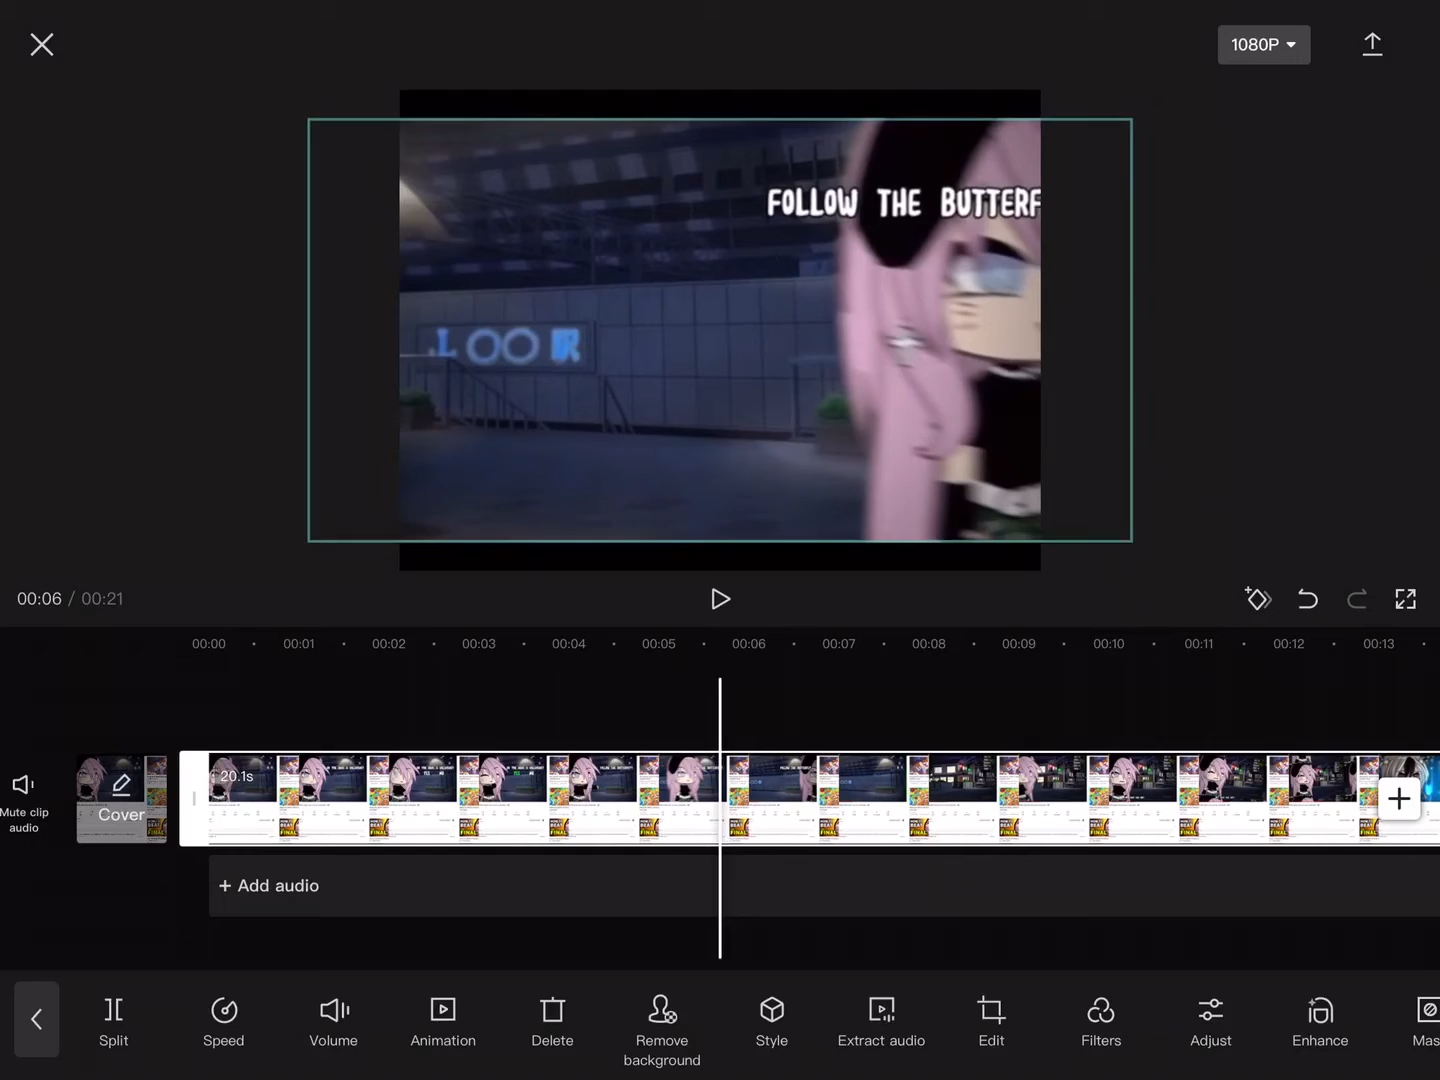 1080P
FOLLOW THE BUTTERF
00:06 / 00:21
00:00 00:01 00:02 00:03 00:04 00:05 00:06 00:07 00:08 00:09 00:10 00:11 00:12 00:13
20.1s
Mute clip
audio
Cover
+ Add audio
Split
Speed
Volume
Animation
Delete
Remove
background
Style
Extract audio
Edit
Filters
Adjust
Enhance
Mas